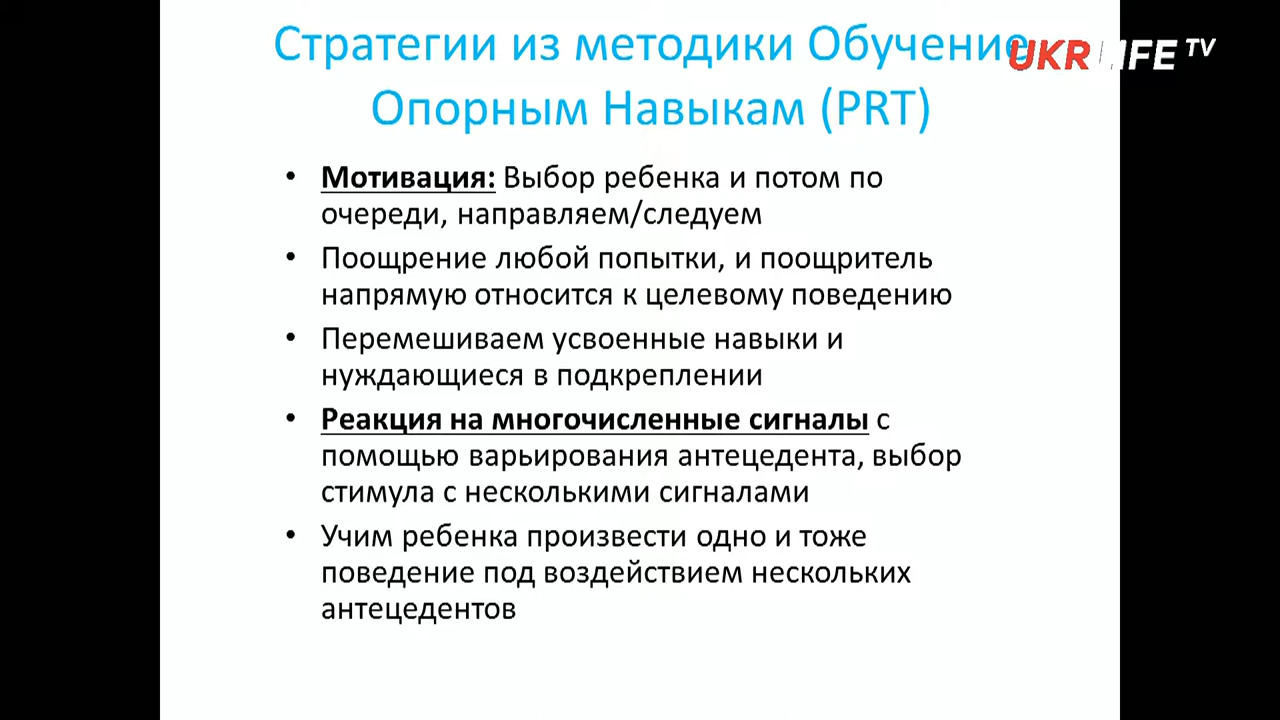 Стратегии из методики Обучение
Опорным Навыкам (PRT)
UKRLIFE TV
• Мотивация: Выбор ребенка и потом по
очереди, направляем/следуем
• Поощрение любой попытки, и поощритель
напрямую относится к целевому поведению
• Перемешиваем усвоенные навыки и
нуждающиеся в подкреплении
• Реакция на многочисленные сигналы с
помощью варьирования антецедента, выбор
стимула с несколькими сигналами
• Учим ребенка произвести одно и тоже
поведение под воздействием нескольких
антецедентов